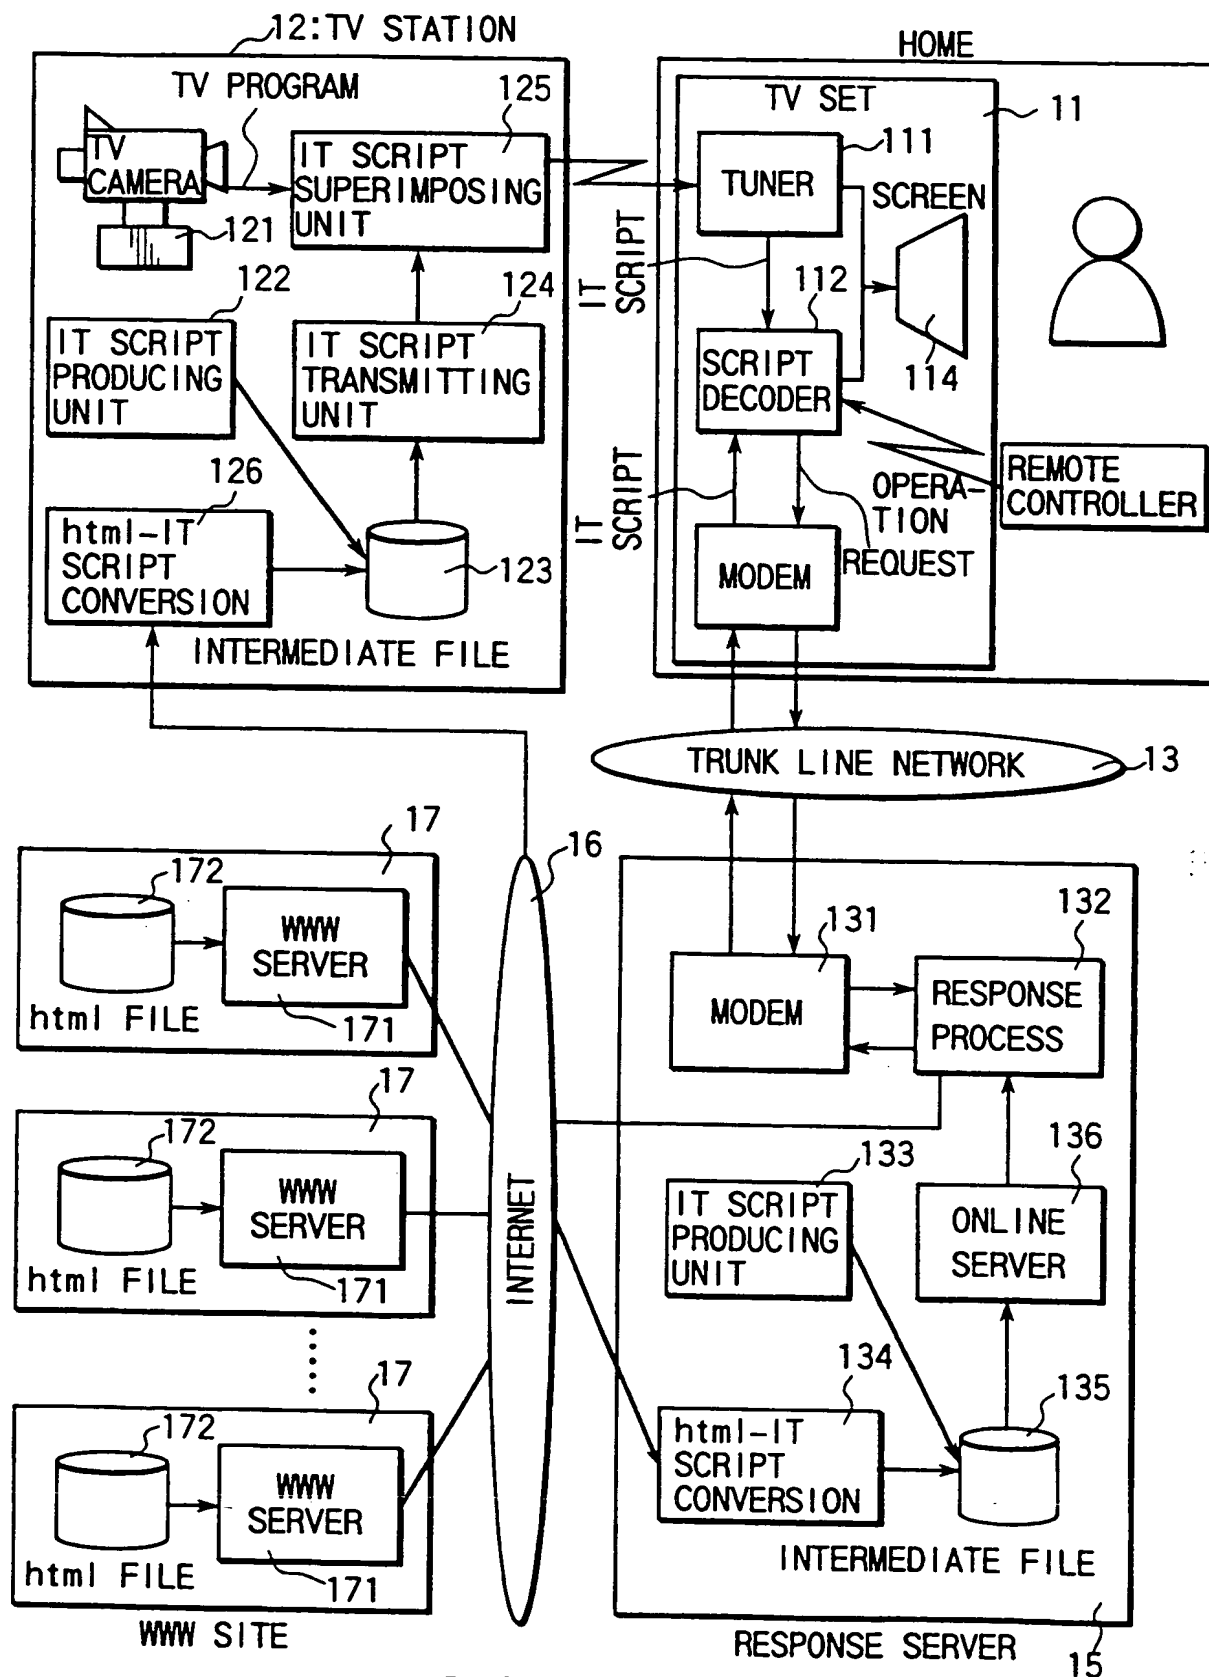 12:TV STATION
TV PROGRAM
125
TV
CAMERA
IT SCRIPT
SUPERIMPOSING
UNIT
121
122
124
IT SCRIPT
PRODUCING
UNIT
IT SCRIPT
TRANSMITTING
UNIT
126
html-IT
SCRIPT
CONVERSION
123
INTERMEDIATE FILE
HOME
TV SET
11
111
TUNER
SCREEN
IT
SCRIPT
112
SCRIPT
DECODER
114
IT
SCRIPT
OPERA-
TION
REQUEST
REMOTE
CONTROLLER
MODEM
TRUNK LINE NETWORK
13
17
172
WWW
SERVER
html FILE
171
17
172
WWW
SERVER
html FILE
171
17
172
WWW
SERVER
html FILE
171
WWW SITE
16
INTERNET
131
132
MODEM
RESPONSE
PROCESS
133
136
IT SCRIPT
PRODUCING
UNIT
ONLINE
SERVER
134
135
html-IT
SCRIPT
CONVERSION
INTERMEDIATE FILE
RESPONSE SERVER
15